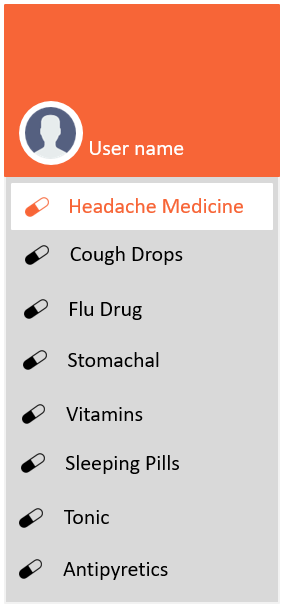 User name
Headache Medicine
Cough Drops
Flu Drug
Stomachal
Vitamins
Sleeping Pills
Tonic
Antipyretics